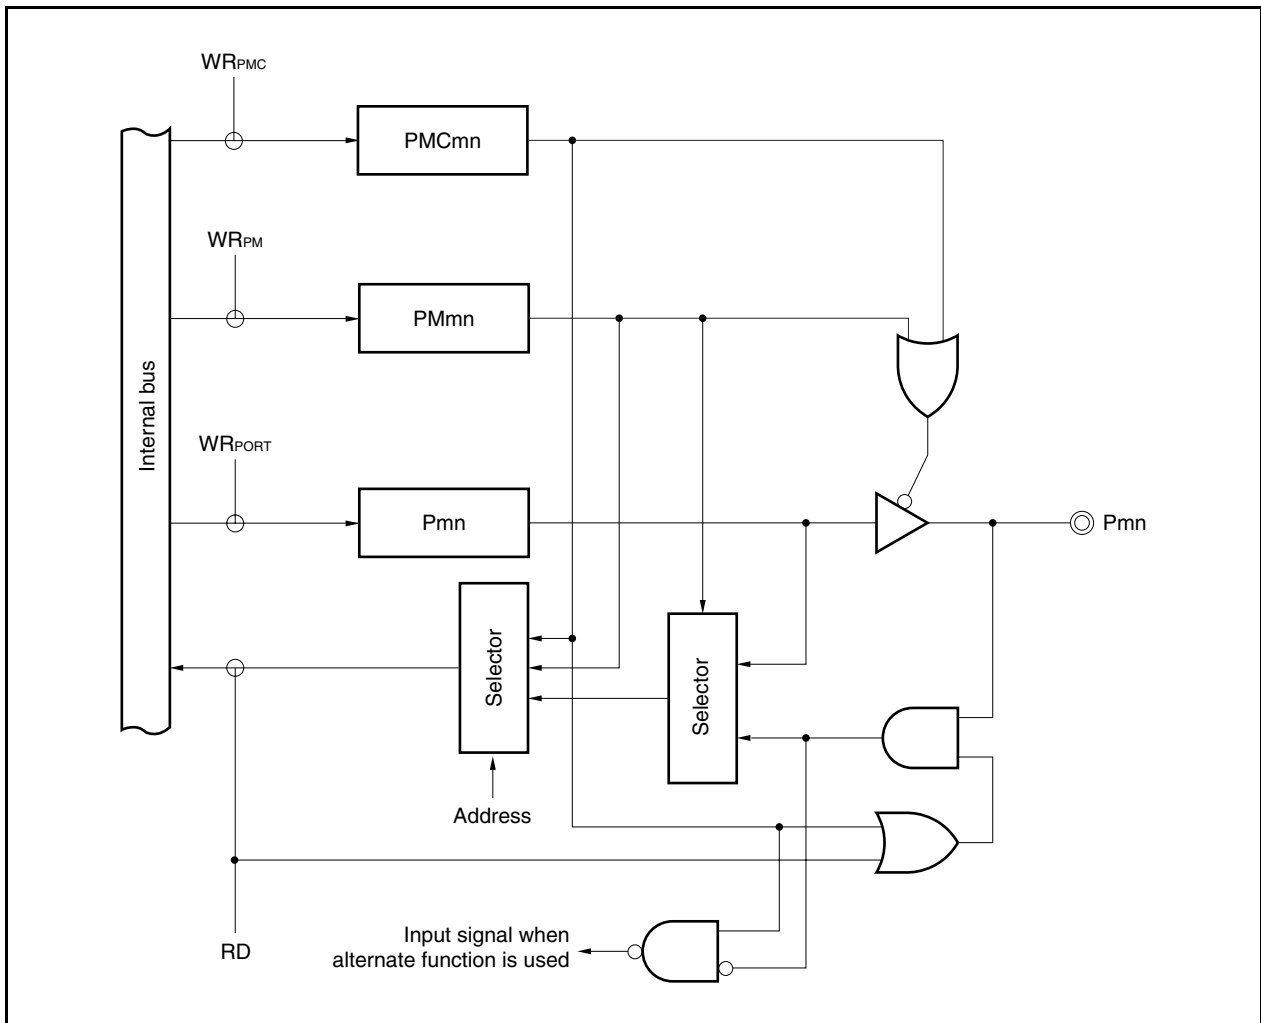 WRPMC
PMCmn
WRPM
PMmn
Internal bus
WRPORT
Pmn
Pmn
Selector
Selector
Address
RD
Input signal when
alternate function is used